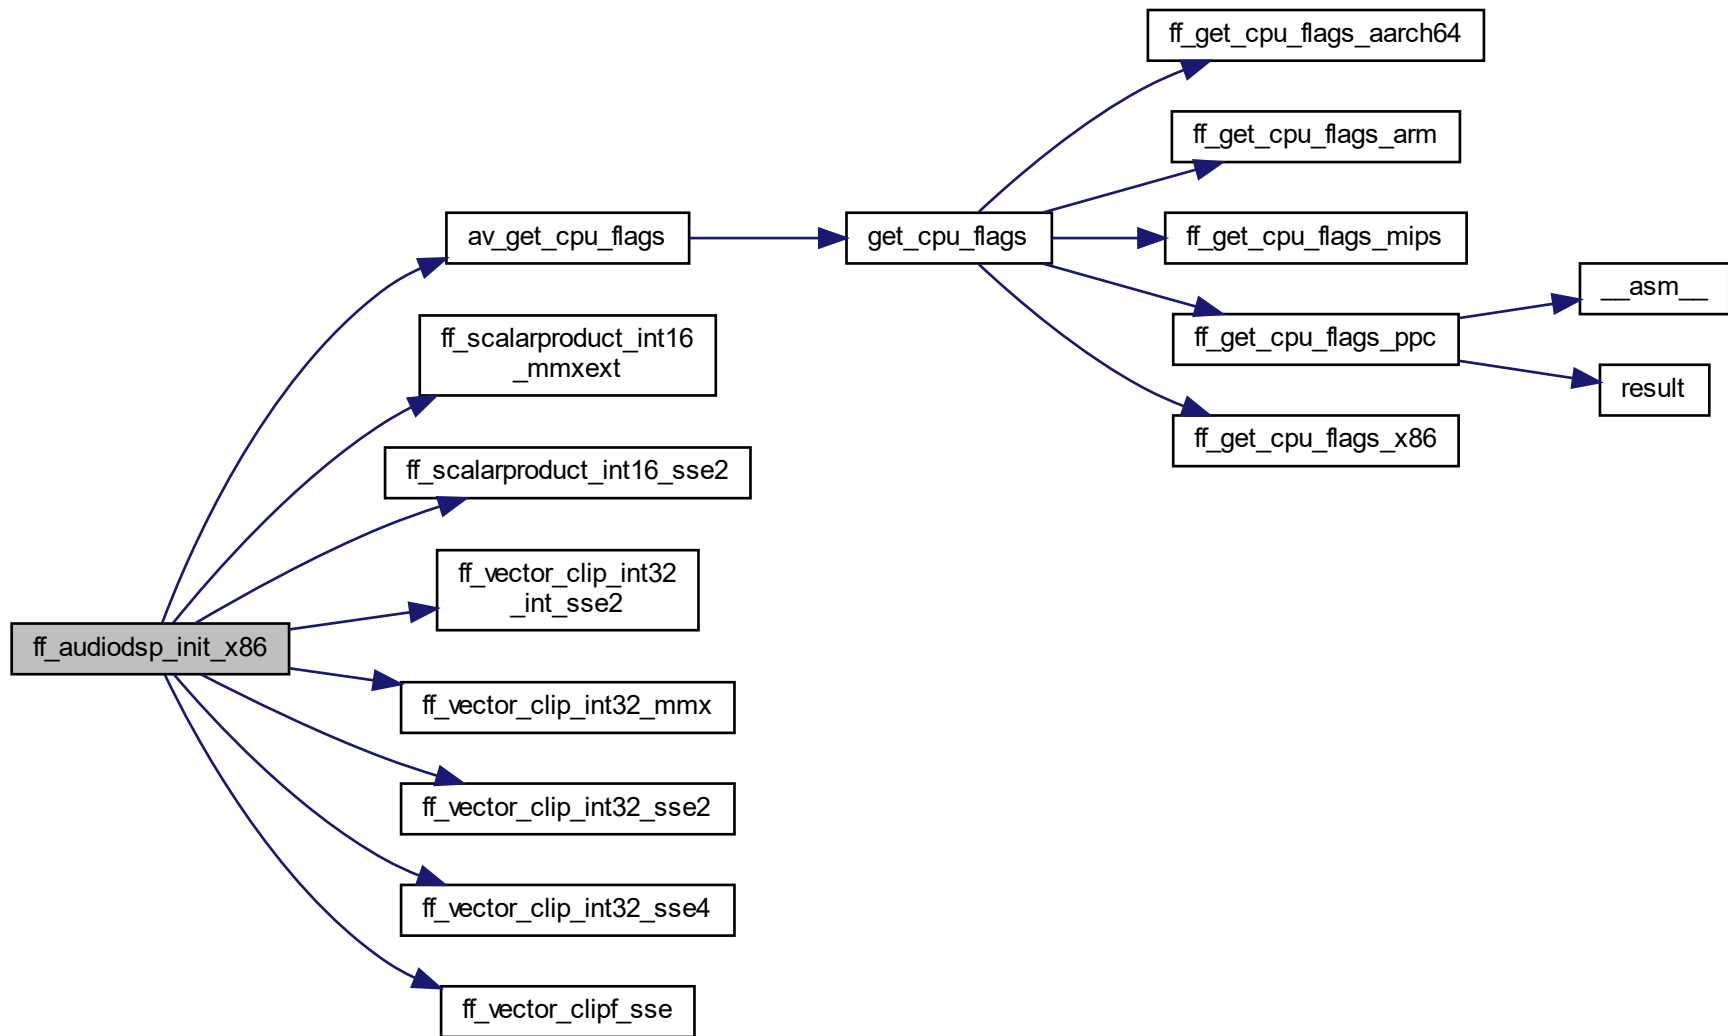 ff_get_cpu_flags_aarch64
ff_get_cpu_flags_arm
av_get_cpu_flags
get_cpu_flags
ff_get_cpu_flags_mips
__asm__
ff_scalarproduct_int16
_mmxext
ff_get_cpu_flags_ppc
result
ff_get_cpu_flags_x86
ff_scalarproduct_int16_sse2
ff_vector_clip_int32
_int_sse2
ff_audiodsp_init_x86
ff_vector_clip_int32_mmx
ff_vector_clip_int32_sse2
ff_vector_clip_int32_sse4
ff_vector_clipf_sse